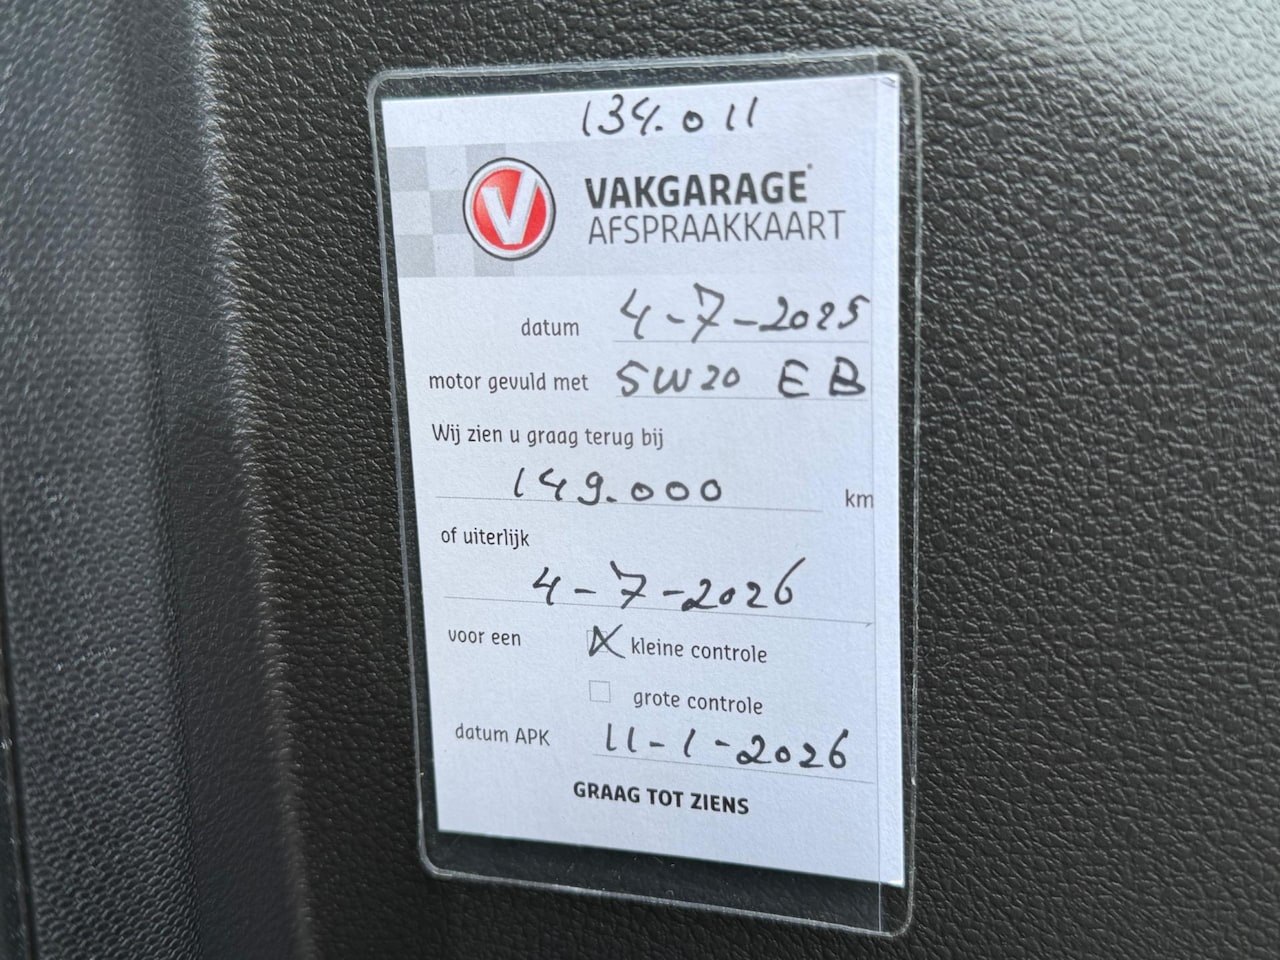 134.011
V VAKGARAGE
AFSPRAAKKAART
datum 4-7-2025
motor gevuld met 5W20 EB
Wij zien u graag terug bij
149.000 km
of uiterlijk
4-7-2026
voor een X kleine controle
grote controle
datum APK 11-1-2026
GRAAG TOT ZIENS